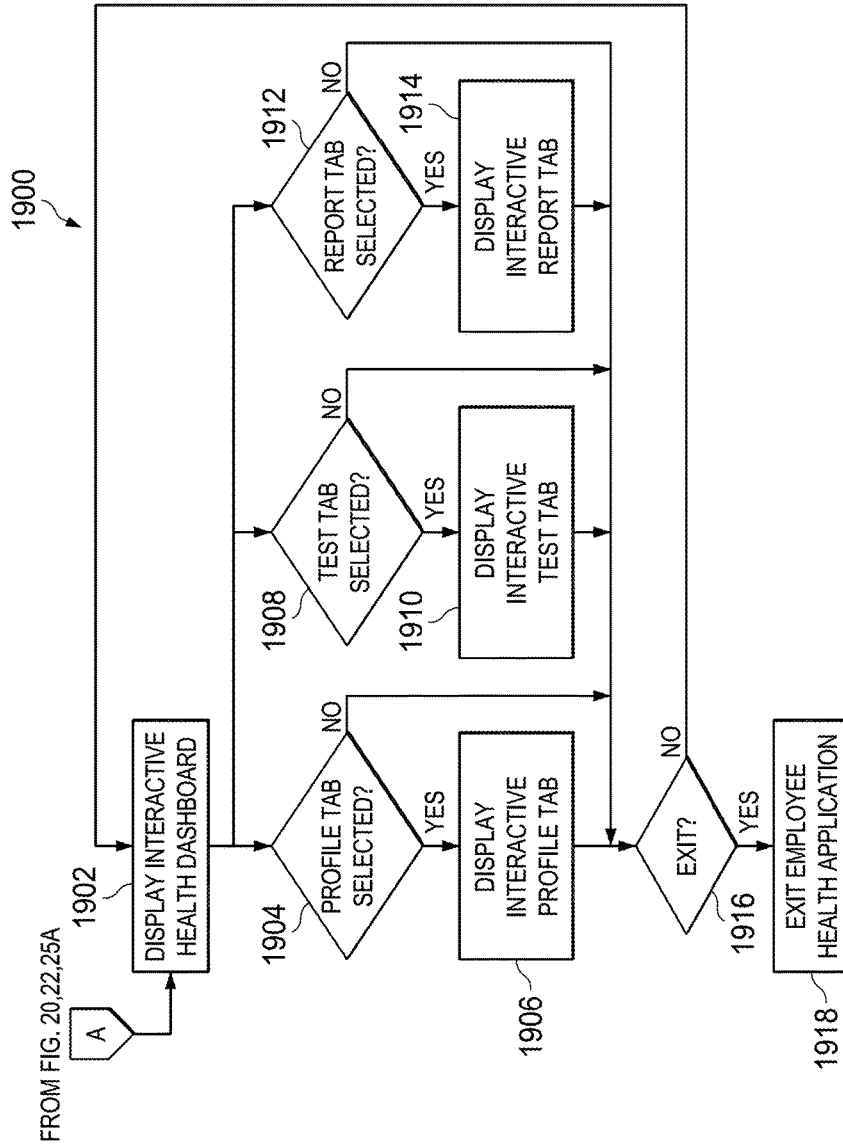 1900
FROM FIG. 20,22,25A
A
1902
DISPLAY INTERACTIVE
HEALTH DASHBOARD
1904
PROFILE TAB
SELECTED?
NO
YES
1906
DISPLAY
INTERACTIVE
PROFILE TAB
1908
TEST TAB
SELECTED?
NO
YES
1910
DISPLAY
INTERACTIVE
TEST TAB
1912
REPORT TAB
SELECTED?
NO
YES
1914
DISPLAY
INTERACTIVE
REPORT TAB
EXIT?
NO
1916
YES
EXIT EMPLOYEE
HEALTH APPLICATION
1918